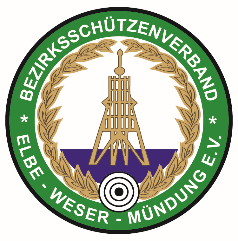 BEZIRKSSCHÜTZENVERBAND
* ELBE - WESER - MÜNDUNG E.V. *